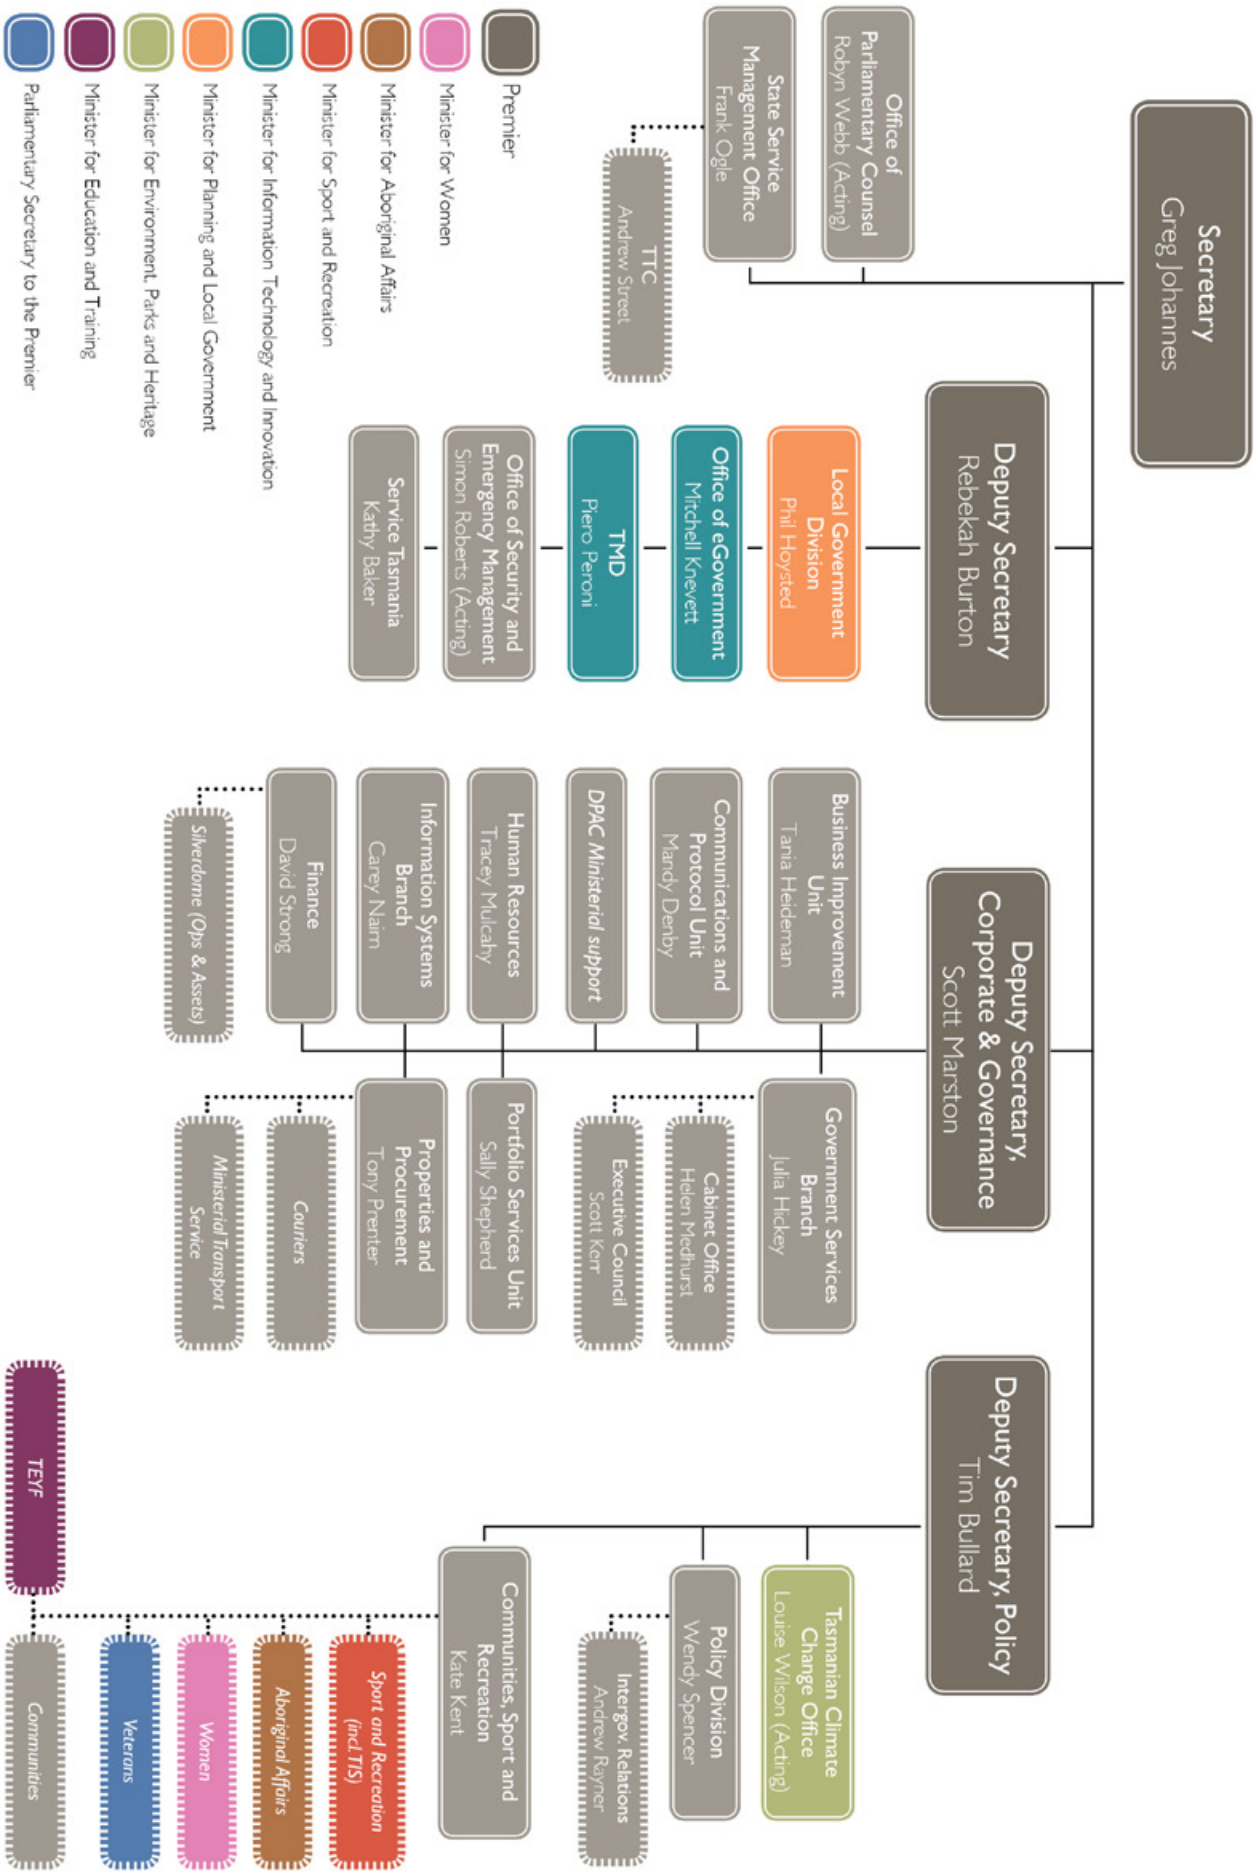 Secretary
Greg Johannes
Office of
Parliamentary Counsel
Robyn Webb (Acting)
State Service
Management Office
Frank Ogle
TTC
Andrew Street
Deputy Secretary
Rebekah Burton
Local Government
Division
Phil Hoysted
Office of eGovernment
Mitchell Knevett
TMD
Piero Peroni
Office of Security and
Emergency Management
Simon Roberts (Acting)
Service Tasmania
Kathy Baker
Deputy Secretary,
Corporate & Governance
Scott Marston
Business Improvement
Unit
Tania Heideman
Communications and
Protocol Unit
Mandy Denby
DPAC Ministerial support
Human Resources
Tracey Mulcahy
Information Systems
Branch
Carey Nairn
Finance
David Strong
Silverdome (Ops & Assets)
Government Services
Branch
Julia Hickey
Cabinet Office
Helen Medhurst
Executive Council
Scott Kerr
Portfolio Services Unit
Sally Shepherd
Properties and
Procurement
Tony Prenter
Couriers
Ministerial Transport
Service
Deputy Secretary, Policy
Tim Bullard
Tasmanian Climate
Change Office
Louise Wilson (Acting)
Policy Division
Wendy Spencer
Intergov. Relations
Andrew Rayner
Communities, Sport and
Recreation
Kate Kent
Sport and Recreation
(incl.TIS)
Aboriginal Affairs
Women
Veterans
Communities
TEYF
Premier
Minister for Women
Minister for Aboriginal Affairs
Minister for Sport and Recreation
Minister for Information Technology and Innovation
Minister for Planning and Local Government
Minister for Environment, Parks and Heritage
Minister for Education and Training
Parliamentary Secretary to the Premier